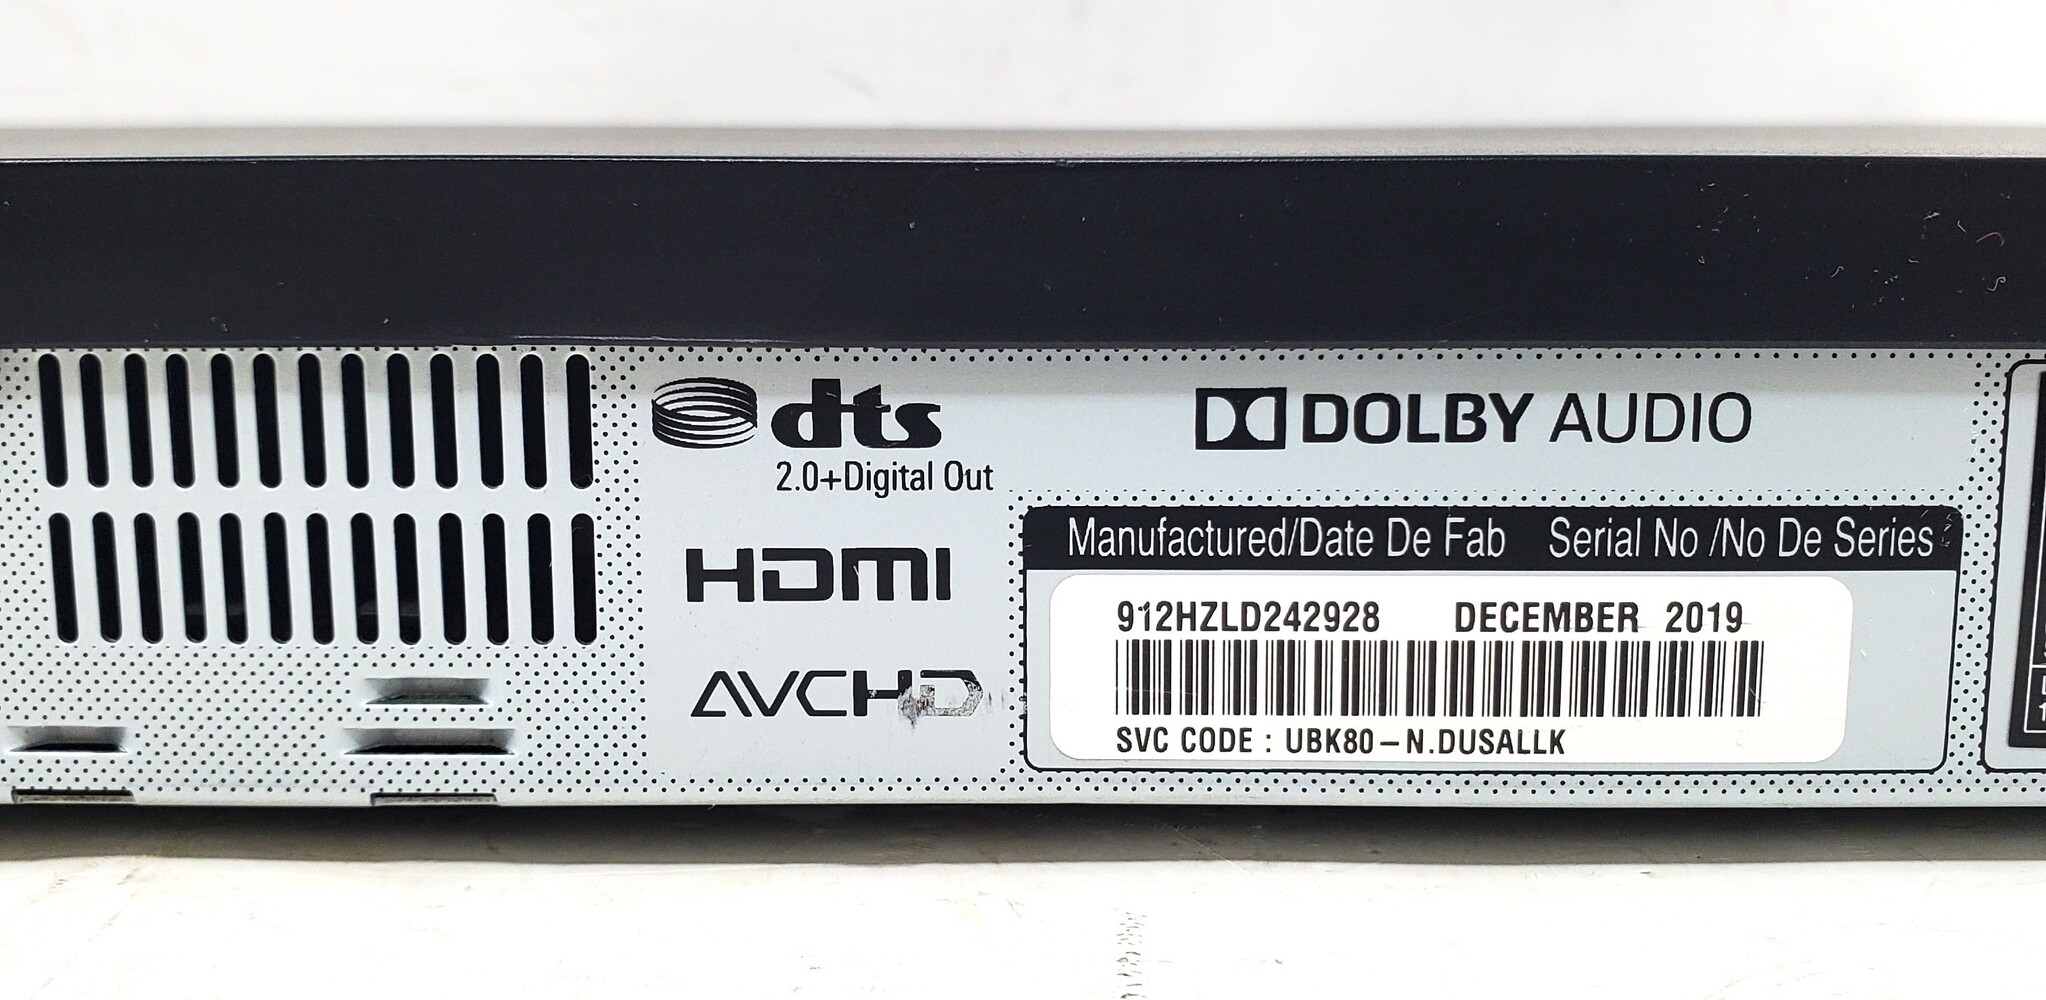 dts
2.0+Digital Out
HDMI
AVCHD
DOLBY AUDIO
Manufactured/Date De Fab Serial No /No De Series
912HZLD242928 DECEMBER 2019
SVC CODE : UBK80-N.DUSALLK